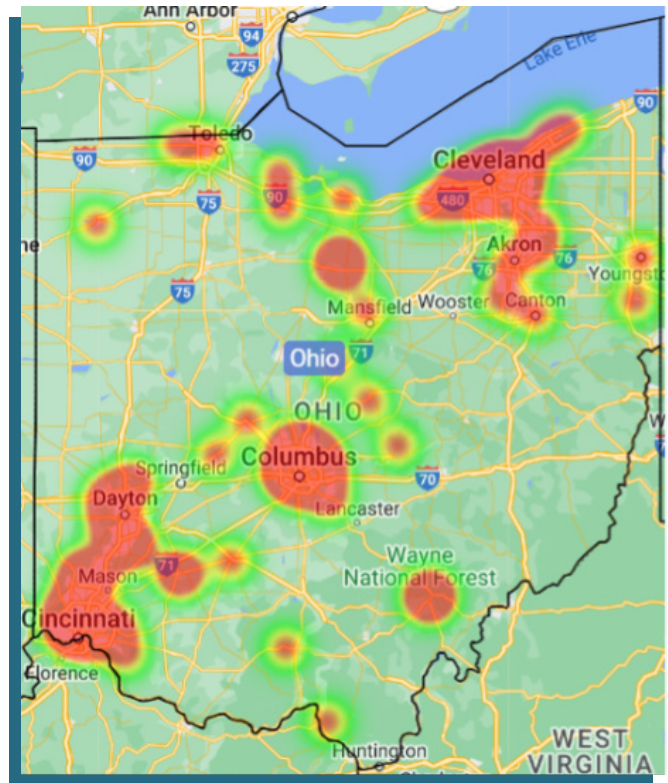 Ann Arbor
94
275
Lake Erie
90
Toledo
90
Cleveland
90
480
75
Akron
76
76
Youngst
ne
75
Mansfield
Wooster
Canton
Ohio
71
OHIO
W
Columbus
Springfield
70
7
Dayton
Lancaster
71
Wayne
National Forest
Mason
Cincinnati
Florence
WEST
VIRGINIA
Huntington